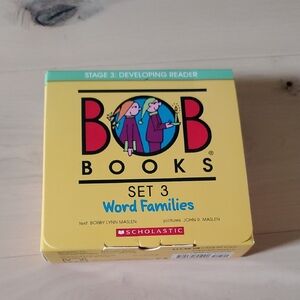 STAGE 3: DEVELOPING READER
BOB
BOOKS®
SET 3
Word Families
text BOBBY LYNN MASLEN pictures JOHN R. MASLEN
SCHOLASTIC